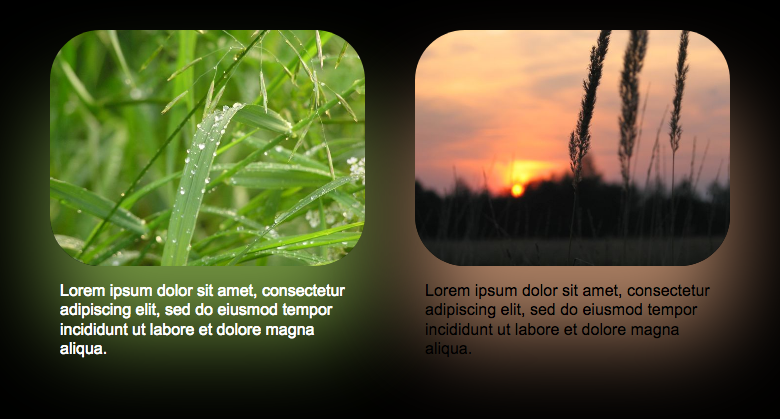 Lorem ipsum dolor sit amet, consectetur
adipiscing elit, sed do eiusmod tempor
incididunt ut labore et dolore magna
aliqua.
Lorem ipsum dolor sit amet, consectetur
adipiscing elit, sed do eiusmod tempor
incididunt ut labore et dolore magna
aliqua.